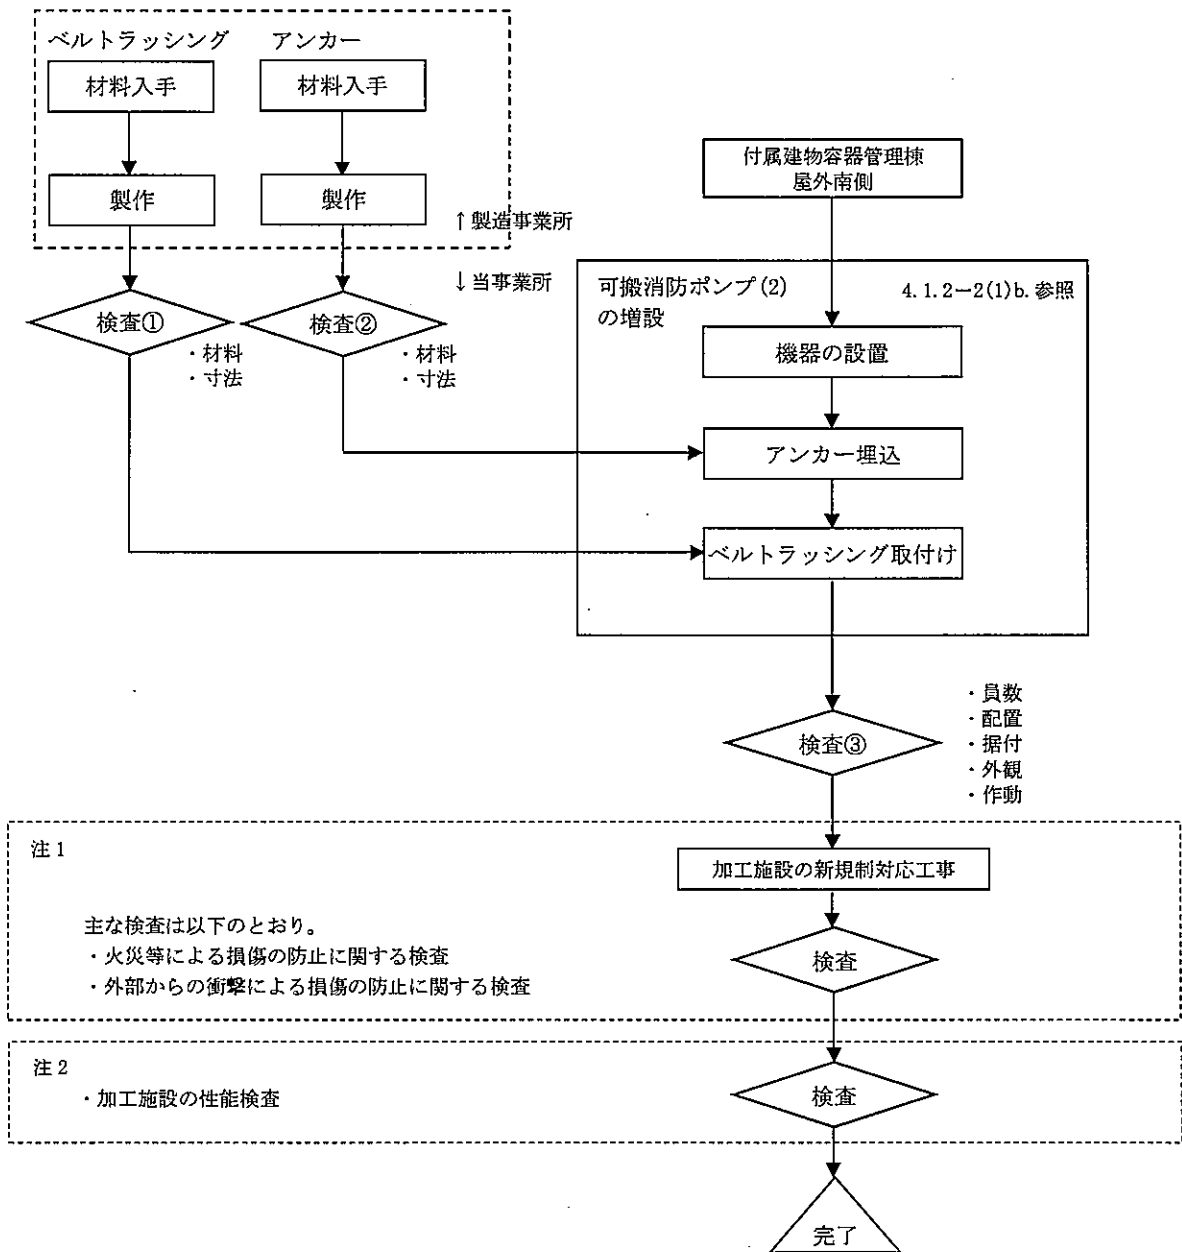 ベルトラッシング
アンカー
材料入手
材料入手
製作
製作
↑製造事業所
↓当事業所
検査①
・材料
・寸法
検査②
・材料
・寸法
付属建物容器管理棟
屋外南側
可搬消防ポンプ(2)
の増設
4.1.2－2(1)b.参照
機器の設置
アンカー埋込
ベルトラッシング取付け
検査③
・員数
・配置
・据付
・外観
・作動
注1
加工施設の新規制対応工事
主な検査は以下のとおり。
・火災等による損傷の防止に関する検査
・外部からの衝撃による損傷の防止に関する検査
検査
注2
・加工施設の性能検査
検査
完了